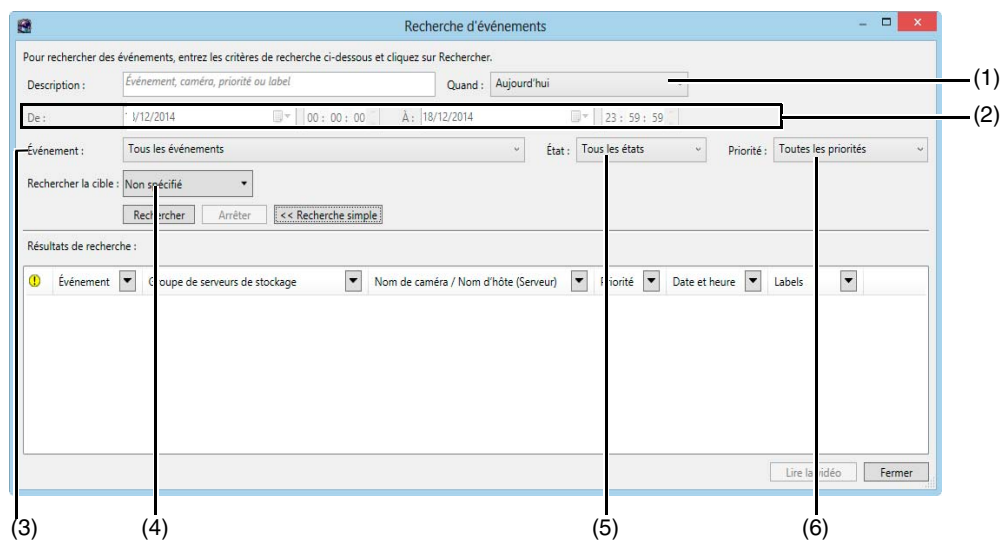 Recherche d'événements
Pour rechercher des événements, entrez les critères de recherche ci-dessous et cliquez sur Rechercher.
Description : Événement, caméra, priorité ou label Quand : Aujourd'hui (1)
De : /12/2014 00 : 00 : 00 À : 18/12/2014 23 : 59 : 59 (2)
Événement : Tous les événements État : Tous les états Priorité : Toutes les priorités
Rechercher la cible : Non spécifié
Rechercher Arrêter << Recherche simple
Résultats de recherche :
Événement Groupe de serveurs de stockage Nom de caméra / Nom d'hôte (Serveur) Priorité Date et heure Labels
Lire la vidéo Fermer
(3) (4) (5) (6)